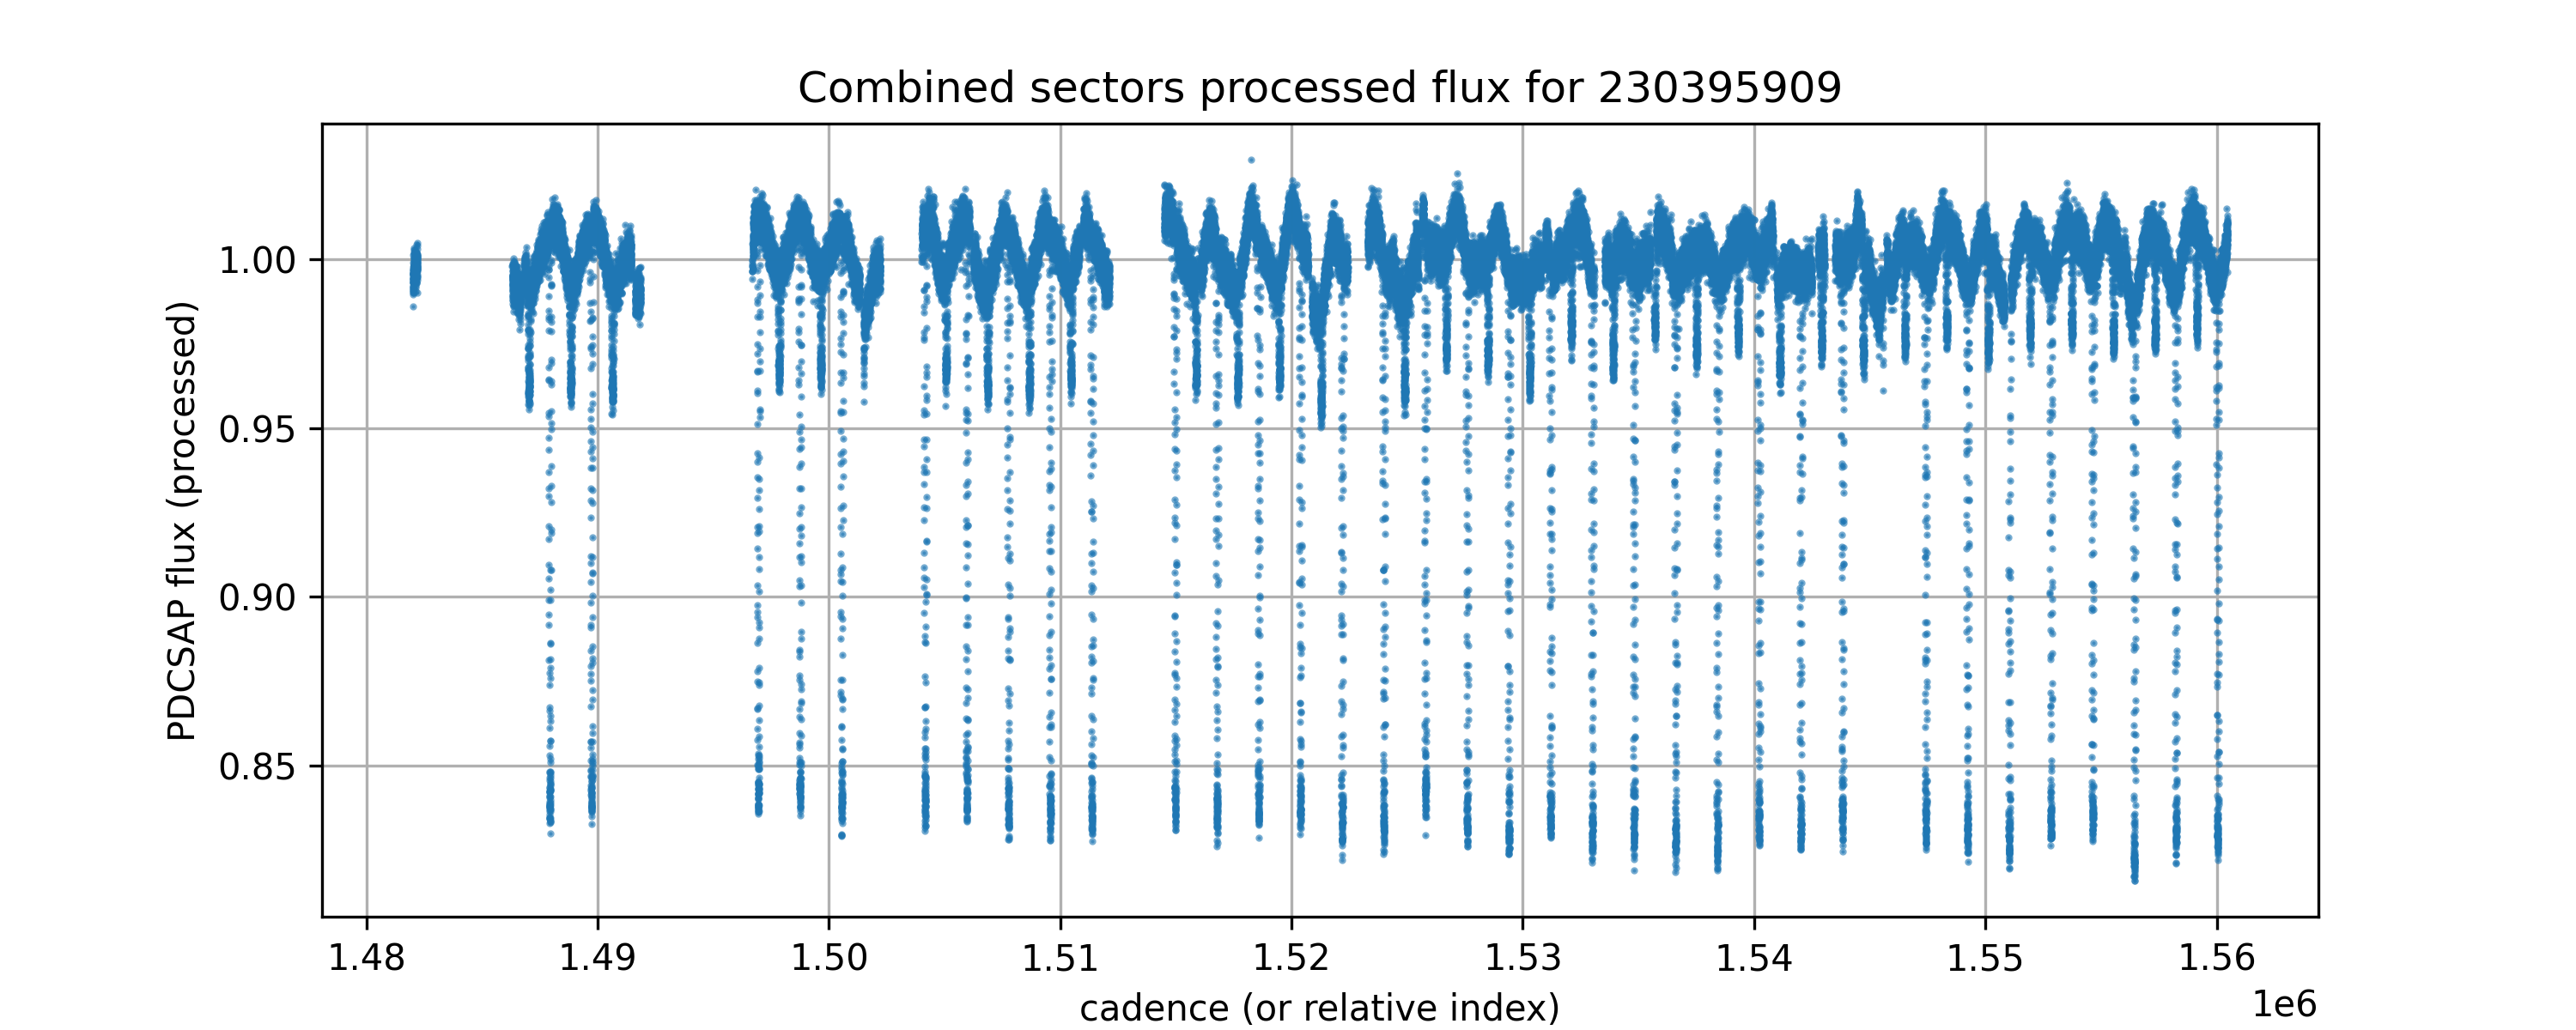 Combined sectors processed flux for 230395909
PDCSAP flux (processed)
1.00
0.95
0.90
0.85
1.48 1.49 1.50 1.51 1.52 1.53 1.54 1.55 1.56
cadence (or relative index)
1e6